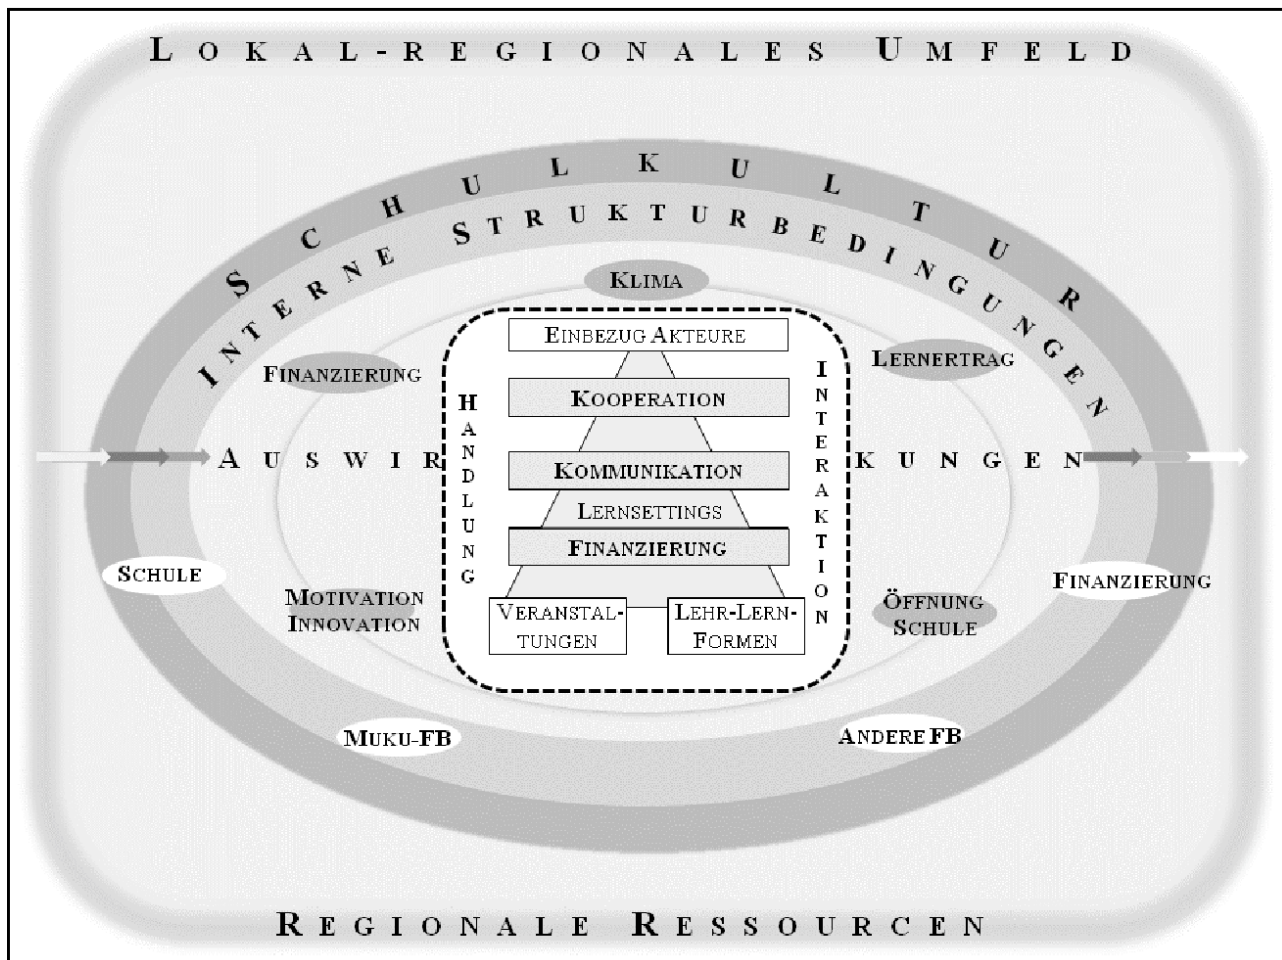 LOKAL-REGIONALES UMFELD
SCHULKULTUR
INTERNE STRUKTURBEDINGUNGEN
KLIMA
FINANZIERUNG
LERNERTRAG
EINBEZUG AKTEURE
KOOPERATION
HANDLUNG
INTERAKTION
AUSWIR
KUNGEN
KOMMUNIKATION
LERNSETTINGS
FINANZIERUNG
SCHULE
FINANZIERUNG
MOTIVATION
INNOVATION
VERANSTAL-
TUNGEN
LEHR-LERN-
FORMEN
ÖFFNUNG
SCHULE
MUKU-FB
ANDERE FB
REGIONALE RESSOURCEN